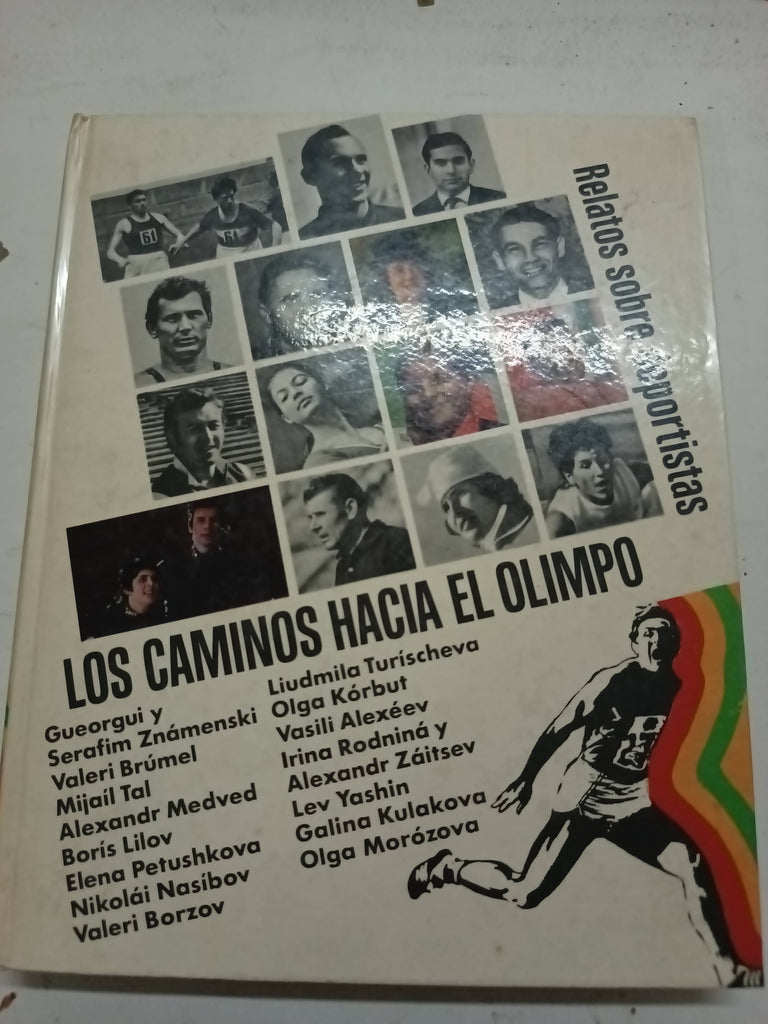 61
61
Relatos sobre deportistas
LOS CAMINOS HACIA EL OLIMPO
Gueorgui y
Serafim Známenski
Valeri Brúmel
Mijaíl Tal
Alexandr Medved
Borís Lilov
Elena Petushkova
Nikolái Nasíbov
Valeri Borzov
Liudmila Turíscheva
Olga Kórbut
Vasili Alexéev
Irina Rodniná y
Alexandr Záitsev
Lev Yashin
Galina Kulakova
Olga Morózova